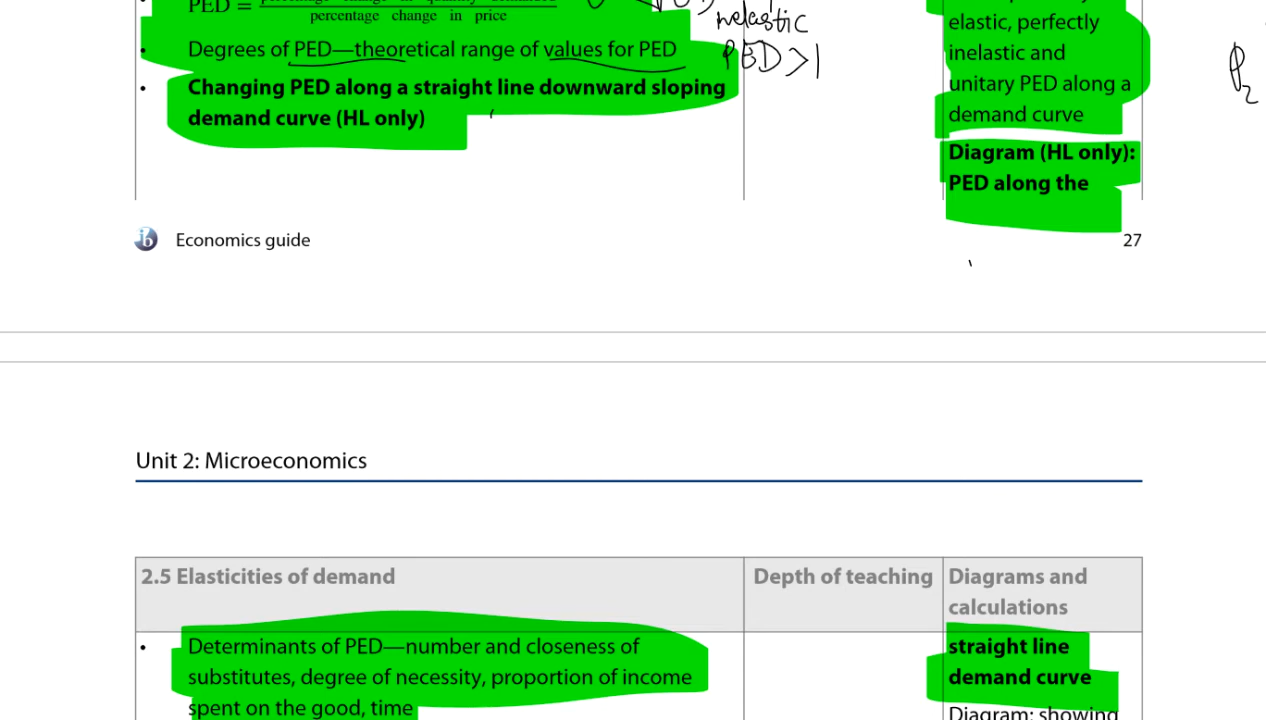 PED = percentage change in quantity demanded
percentage change in price
inelastic
PED >1
• Degrees of PED—theoretical range of values for PED
• Changing PED along a straight line downward sloping
demand curve (HL only)
elastic, perfectly
inelastic and
unitary PED along a
demand curve
Diagram (HL only):
PED along the
P2
ib Economics guide
27
Unit 2: Microeconomics
2.5 Elasticities of demand
Depth of teaching
Diagrams and
calculations
• Determinants of PED—number and closeness of
substitutes, degree of necessity, proportion of income
spent on the good, time
straight line
demand curve
Diagram: showing